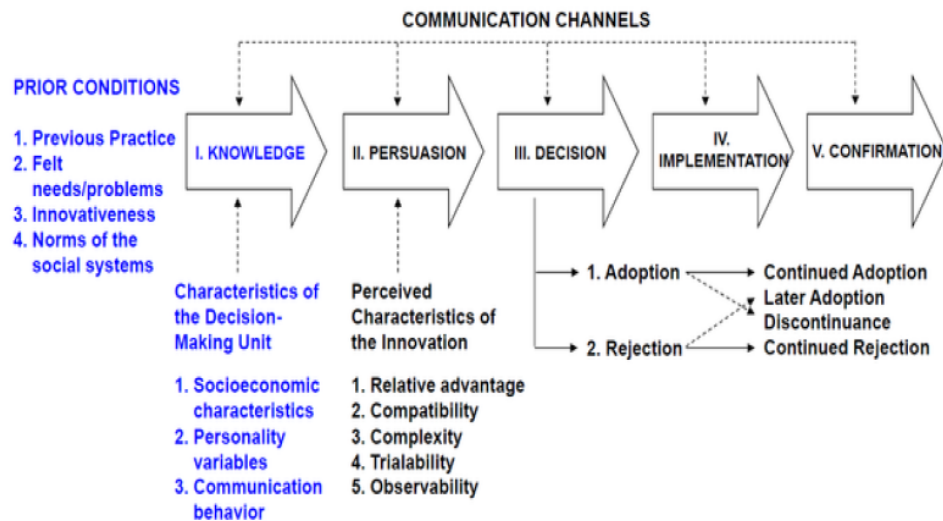 COMMUNICATION CHANNELS
PRIOR CONDITIONS
1. Previous Practice
2. Felt
needs/problems
3. Innovativeness
4. Norms of the
social systems
I. KNOWLEDGE
II. PERSUASION
III. DECISION
IV.
IMPLEMENTATION
V. CONFIRMATION
Characteristics of
the Decision-
Making Unit
1. Socioeconomic
characteristics
2. Personality
variables
3. Communication
behavior
Perceived
Characteristics of
the Innovation
1. Relative advantage
2. Compatibility
3. Complexity
4. Trialability
5. Observability
1. Adoption
2. Rejection
Continued Adoption
Later Adoption
Discontinuance
Continued Rejection